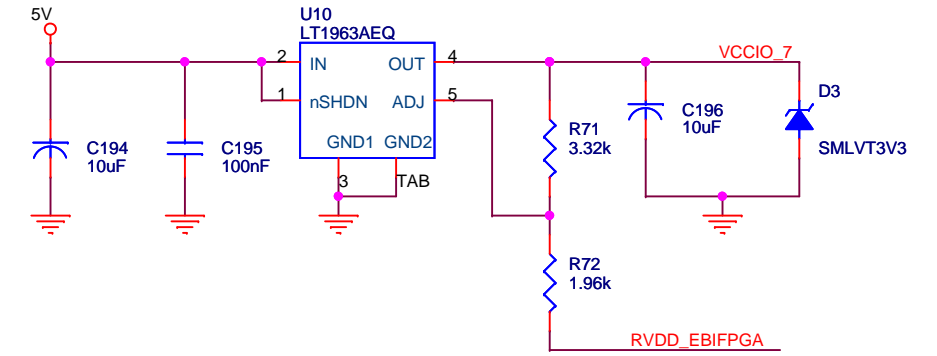 5V
U10
LT1963AEQ
2
IN
OUT
4
VCCIO_7
1
nSHDN
ADJ
5
D3
C194
10uF
C195
100nF
GND1
GND2
R71
3.32k
C196
10uF
SMLVT3V3
3
TAB
R72
1.96k
RVDD_EBIFPGA